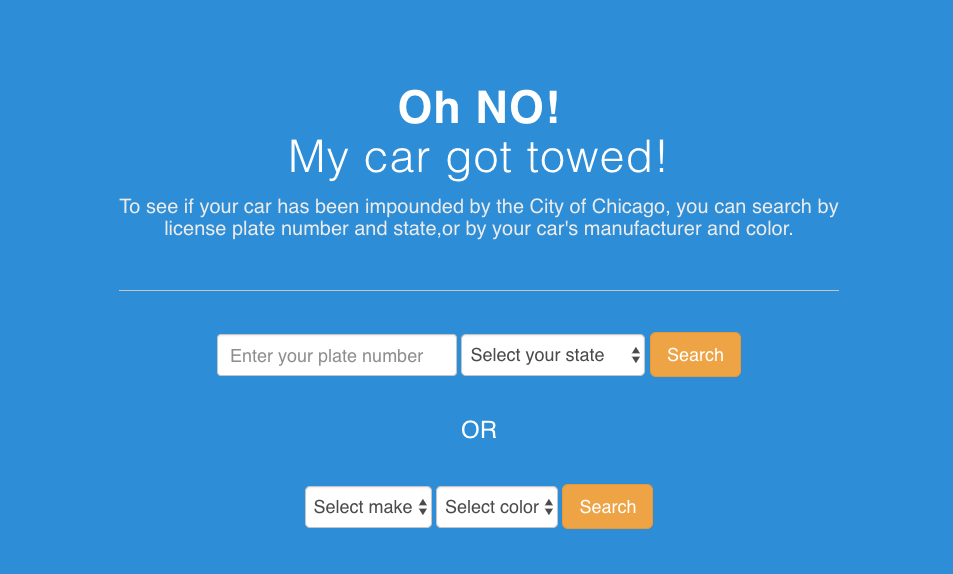 Oh NO!
My car got towed!
To see if your car has been impounded by the City of Chicago, you can search by
license plate number and state,or by your car's manufacturer and color.
Enter your plate number Select your state Search
OR
Select make Select color Search